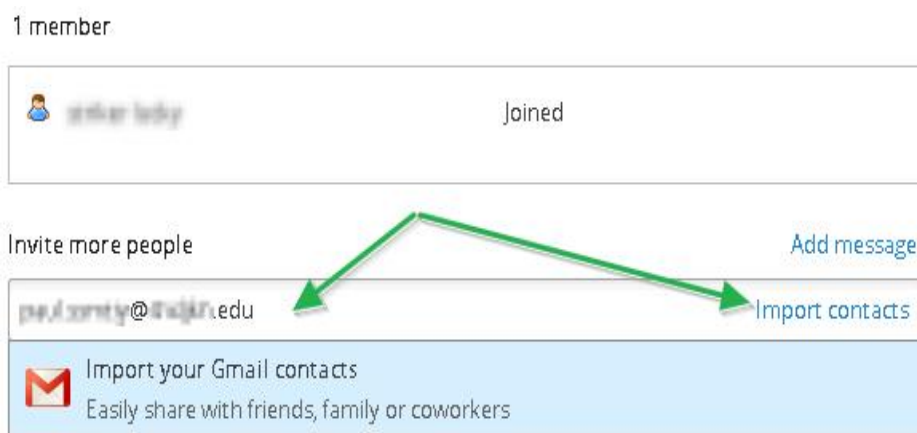 1 member
Joined
Invite more people
Add message
@ .edu
Import contacts
Import your Gmail contacts
Easily share with friends, family or coworkers